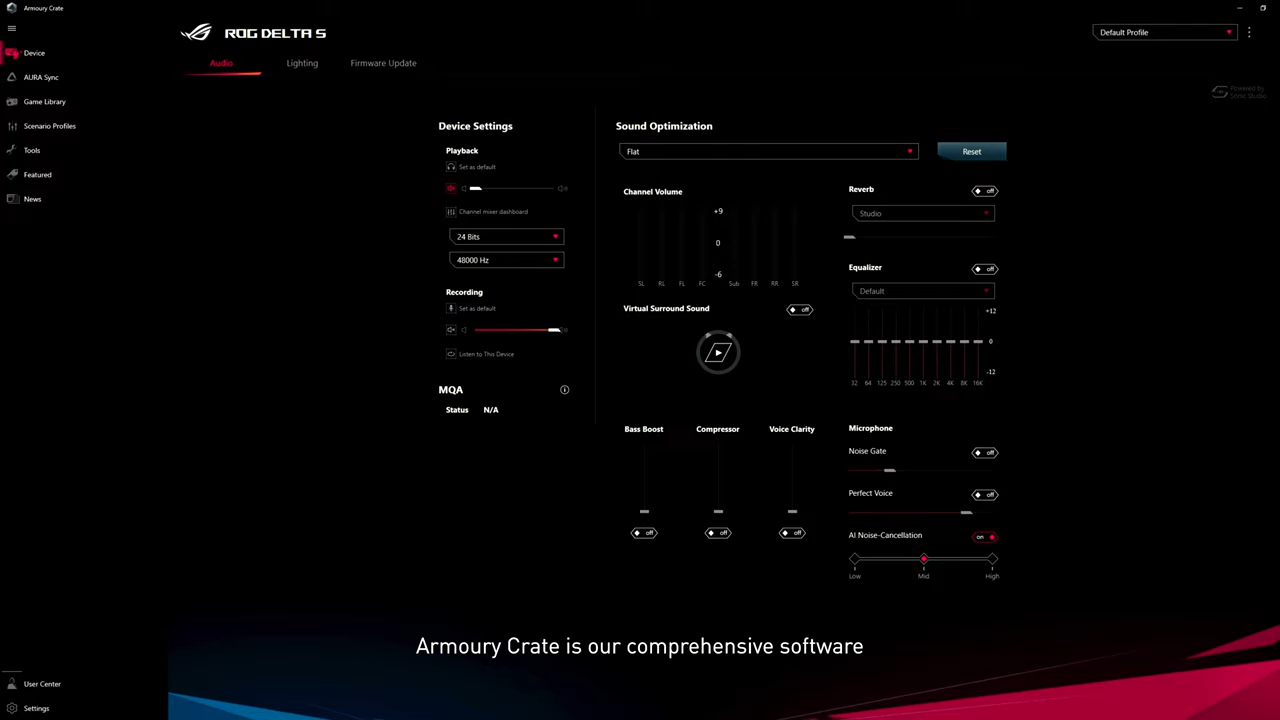 Armoury Crate
ROG DELTA S
Default Profile
Device
AURA Sync
Game Library
Scenario Profiles
Tools
Featured
News
Audio
Lighting
Firmware Update
Powered by
Sonic Studio
Device Settings
Playback
Set as default
Channel mixer dashboard
24 Bits
48000 Hz
Recording
Set as default
Listen to This Device
MQA
Status N/A
Sound Optimization
Flat
Reset
Channel Volume
+9
0
-6
SL RL FL FC Sub FR RR SR
Virtual Surround Sound
off
Bass Boost Compressor Voice Clarity
off off off
Reverb
off
Studio
Equalizer
off
Default
+12
0
-12
32 64 125 250 500 1K 2K 4K 8K 16K
Microphone
Noise Gate
off
Perfect Voice
off
AI Noise-Cancellation
on
Low Mid High
Armoury Crate is our comprehensive software
User Center
Settings